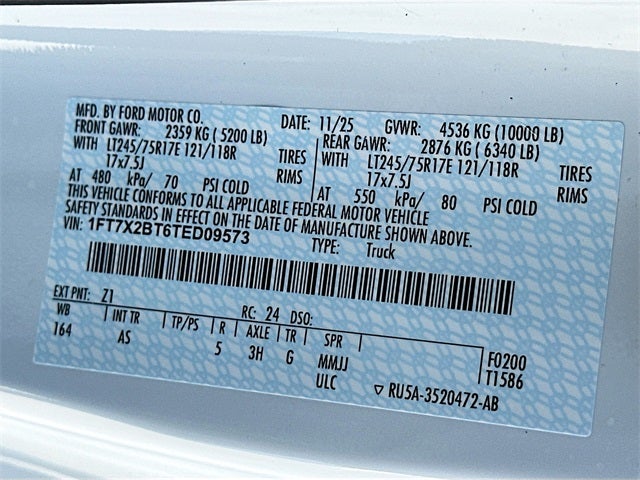 MFD. BY FORD MOTOR CO.
DATE: 11/25 GVWR: 4536 KG (10000 LB)
FRONT GAWR: 2359 KG ( 5200 LB)
WITH LT245/75R17E 121/118R TIRES
17x7.5J RIMS
AT 480 kPa/ 70 PSI COLD
REAR GAWR: 2876 KG ( 6340 LB)
WITH LT245/75R17E 121/118R TIRES
17x7.5J RIMS
AT 550 kPa/ 80 PSI COLD
THIS VEHICLE CONFORMS TO ALL APPLICABLE FEDERAL MOTOR VEHICLE
SAFETY STANDARDS IN EFFECT ON THE DATE OF MANUFACTURE SHOWN ABOVE.
VIN: 1FT7X2BT6TED09573 TYPE: Truck
EXT PNT: Z1 RC: 24 DSO:
WB INT TR TP/PS R AXLE TR SPR
164 AS 5 3H G MMJJ
ULC
F0200
T1586
▽ RU5A-3520472-AB